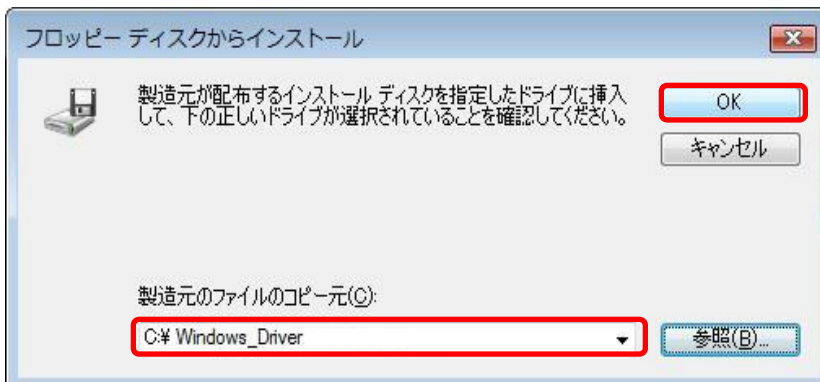 フロッピー ディスクからインストール
製造元が配布するインストール ディスクを指定したドライブに挿入
して、下の正しいドライブが選択されていることを確認してください。
OK
キャンセル
製造元のファイルのコピー元(C):
C:¥ Windows_Driver
参照(B)...